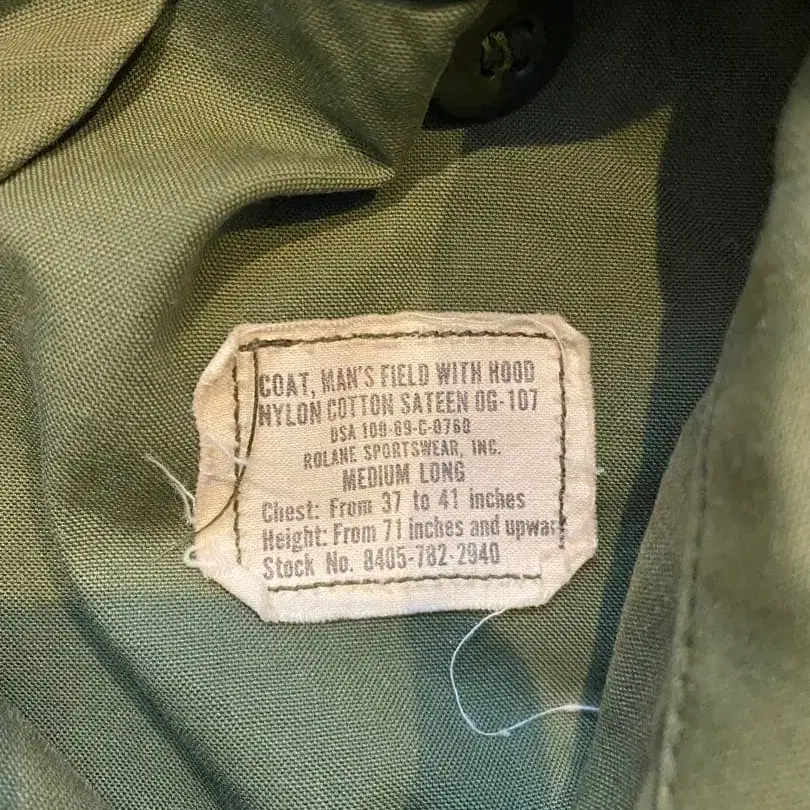 COAT, MAN'S FIELD WITH HOOD
NYLON COTTON SATEEN OG-107
DSA 100-69-C-0760
ROLANE SPORTSWEAR, INC.
MEDIUM LONG
Chest: From 37 to 41 inches
Height: From 71 inches and upwar
Stock No. 8405-782-2940